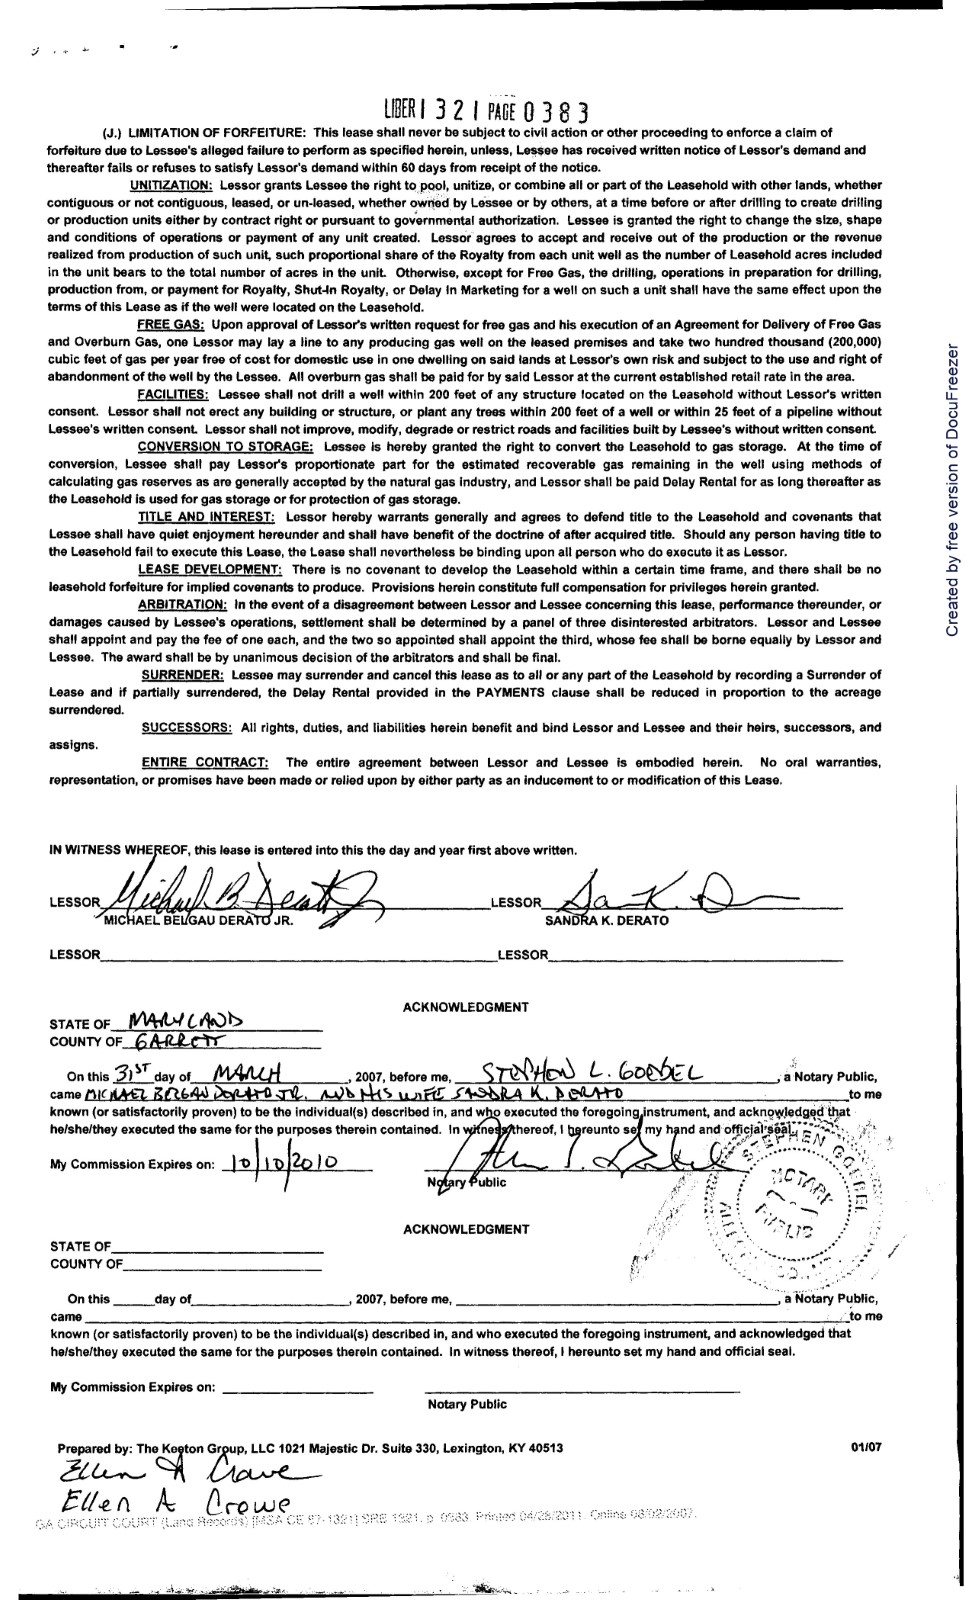 LIBER 1 3 2 1 PAGE 0 3 8 3
(J.) LIMITATION OF FORFEITURE: This lease shall never be subject to civil action or other proceeding to enforce a claim of
forfeiture due to Lessee's alleged failure to perform as specified herein, unless, Lessee has received written notice of Lessor's demand and
thereafter fails or refuses to satisfy Lessor's demand within 60 days from receipt of the notice.
UNITIZATION: Lessor grants Lessee the right to pool, unitize, or combine all or part of the Leasehold with other lands, whether
contiguous or not contiguous, leased, or un-leased, whether owned by Lessee or by others, at a time before or after drilling to create drilling
or production units either by contract right or pursuant to governmental authorization. Lessee is granted the right to change the size, shape
and conditions of operations or payment of any unit created. Lessor agrees to accept and receive out of the production or the revenue
realized from production of such unit, such proportional share of the Royalty from each unit well as the number of Leasehold acres included
in the unit bears to the total number of acres in the unit. Otherwise, except for Free Gas, the drilling, operations in preparation for drilling,
production from, or payment for Royalty, Shut-In Royalty, or Delay In Marketing for a well on such a unit shall have the same effect upon the
terms of this Lease as if the well were located on the Leasehold.
FREE GAS: Upon approval of Lessor's written request for free gas and his execution of an Agreement for Delivery of Free Gas
and Overburn Gas, one Lessor may lay a line to any producing gas well on the leased premises and take two hundred thousand (200,000)
cubic feet of gas per year free of cost for domestic use in one dwelling on said lands at Lessor's own risk and subject to the use and right of
abandonment of the well by the Lessee. All overburn gas shall be paid for by said Lessor at the current established retail rate in the area.
FACILITIES: Lessee shall not drill a well within 200 feet of any structure located on the Leasehold without Lessor's written
consent. Lessor shall not erect any building or structure, or plant any trees within 200 feet of a well or within 25 feet of a pipeline without
Lessee's written consent. Lessor shall not improve, modify, degrade or restrict roads and facilities built by Lessee's without written consent.
CONVERSION TO STORAGE: Lessee is hereby granted the right to convert the Leasehold to gas storage. At the time of
conversion, Lessee shall pay Lessor's proportionate part for the estimated recoverable gas remaining in the well using methods of
calculating gas reserves as are generally accepted by the natural gas industry, and Lessor shall be paid Delay Rental for as long thereafter as
the Leasehold is used for gas storage or for protection of gas storage.
TITLE AND INTEREST: Lessor hereby warrants generally and agrees to defend title to the Leasehold and covenants that
Lessee shall have quiet enjoyment hereunder and shall have benefit of the doctrine of after acquired title. Should any person having title to
the Leasehold fail to execute this Lease, the Lease shall nevertheless be binding upon all person who do execute it as Lessor.
LEASE DEVELOPMENT: There is no covenant to develop the Leasehold within a certain time frame, and there shall be no
leasehold forfeiture for implied covenants to produce. Provisions herein constitute full compensation for privileges herein granted.
ARBITRATION: In the event of a disagreement between Lessor and Lessee concerning this lease, performance thereunder, or
damages caused by Lessee's operations, settlement shall be determined by a panel of three disinterested arbitrators. Lessor and Lessee
shall appoint and pay the fee of one each, and the two so appointed shall appoint the third, whose fee shall be borne equally by Lessor and
Lessee. The award shall be by unanimous decision of the arbitrators and shall be final.
SURRENDER: Lessee may surrender and cancel this lease as to all or any part of the Leasehold by recording a Surrender of
Lease and if partially surrendered, the Delay Rental provided in the PAYMENTS clause shall be reduced in proportion to the acreage
surrendered.
SUCCESSORS: All rights, duties, and liabilities herein benefit and bind Lessor and Lessee and their heirs, successors, and
assigns.
ENTIRE CONTRACT: The entire agreement between Lessor and Lessee is embodied herein. No oral warranties,
representation, or promises have been made or relied upon by either party as an inducement to or modification of this Lease.
IN WITNESS WHEREOF, this lease is entered into this the day and year first above written.
LESSOR Michael B. Derato Jr LESSOR Sa K. D
MICHAEL BELGAU DERATO JR. SANDRA K. DERATO
LESSOR LESSOR
ACKNOWLEDGMENT
STATE OF MARYLAND
COUNTY OF GARRETT
On this 31ST day of MARCH, 2007, before me, STEPHEN L. GOEBEL, a Notary Public,
came MICHAEL BELGAU DERATO JR. AND HIS WIFE SANDRA K. DERATO to me
known (or satisfactorily proven) to be the individual(s) described in, and who executed the foregoing instrument, and acknowledged that
he/she/they executed the same for the purposes therein contained. In witness thereof, I hereunto set my hand and official seal.
My Commission Expires on: 10/10/2010
Notary Public
STEPHEN GOEBEL
NOTARY
PUBLIC
ACKNOWLEDGMENT
STATE OF
COUNTY OF
On this day of , 2007, before me, , a Notary Public,
came to me
known (or satisfactorily proven) to be the individual(s) described in, and who executed the foregoing instrument, and acknowledged that
he/she/they executed the same for the purposes therein contained. In witness thereof, I hereunto set my hand and official seal.
My Commission Expires on:
Notary Public
Prepared by: The Keeton Group, LLC 1021 Majestic Dr. Suite 330, Lexington, KY 40513 01/07
Ellen A Crowe
Ellen A Crowe
GA CIRCUIT COURT (Land Records) [MSA CE 67-1321] SRE 1321, p. 0383. Printed 04/28/2011. Online 08/02/2007.
Created by free version of DocuFreezer